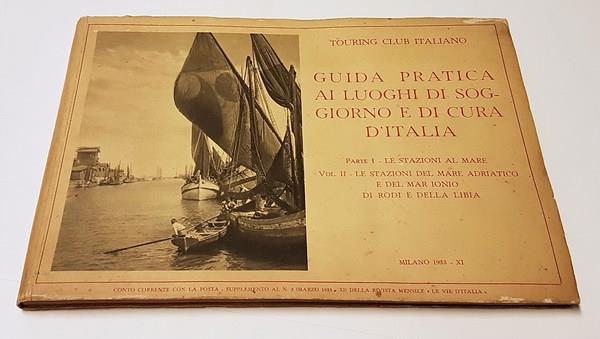 TOURING CLUB ITALIANO
GUIDA PRATICA
AI LUOGHI DI SOG-
GIORNO E DI CURA
D'ITALIA
PARTE I - LE STAZIONI AL MARE
VOL. II - LE STAZIONI DEL MARE ADRIATICO
E DEL MAR IONIO
DI RODI E DELLA LIBIA
MILANO 1933 - XI
CONTO CORRENTE CON LA POSTA - SUPPLEMENTO AL N. 3 (MARZO 1933 - XI) DELLA RIVISTA MENSILE « LE VIE D'ITALIA »